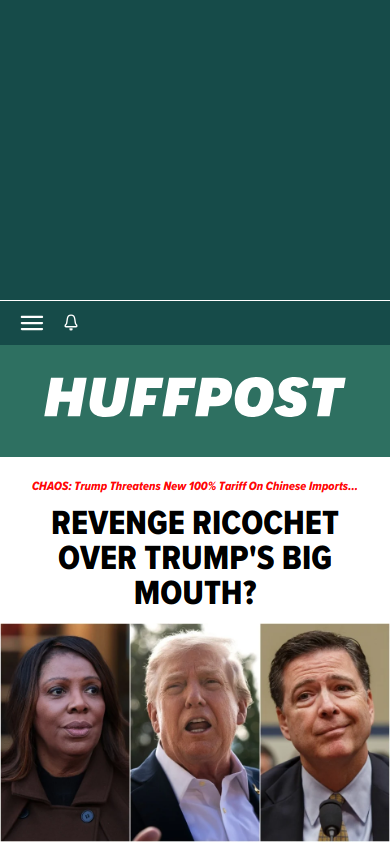 HUFFPOST
CHAOS: Trump Threatens New 100% Tariff On Chinese Imports...
REVENGE RICOCHET
OVER TRUMP'S BIG
MOUTH?